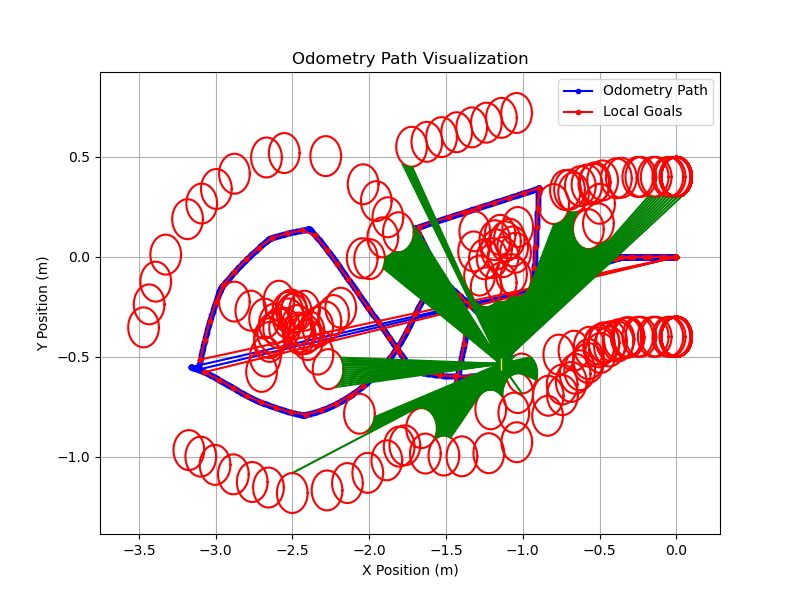 Odometry Path Visualization
Odometry Path
Local Goals
Y Position (m)
0.5
0.0
−0.5
−1.0
−3.5 −3.0 −2.5 −2.0 −1.5 −1.0 −0.5 0.0
X Position (m)